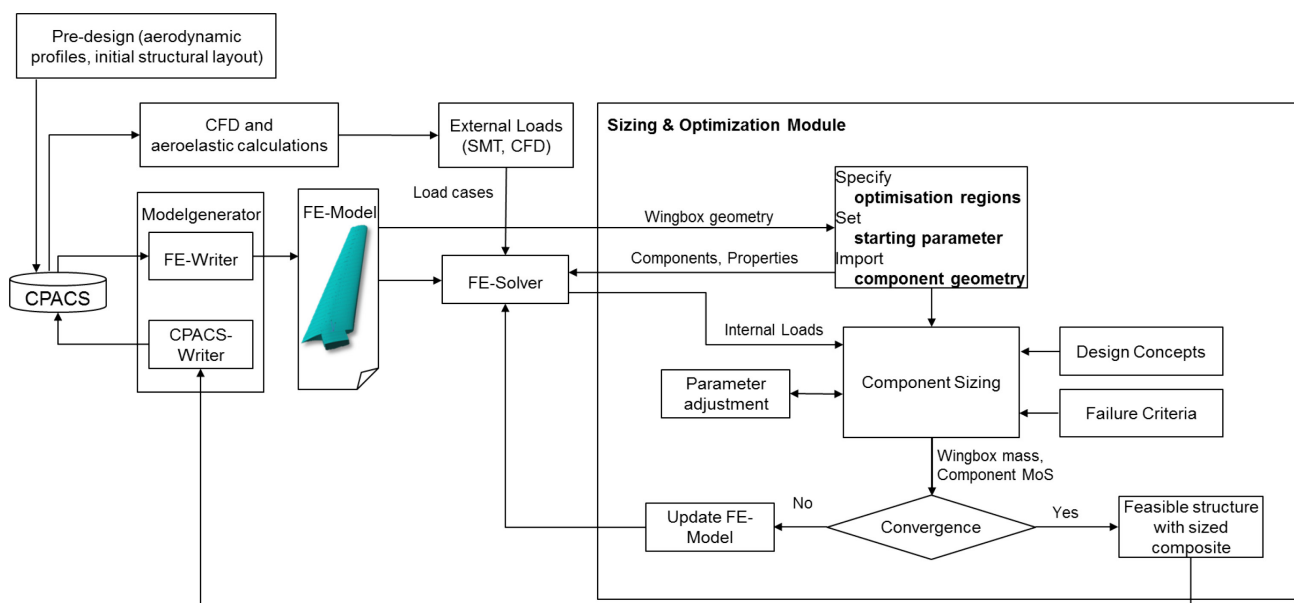 Pre-design (aerodynamic
profiles, initial structural layout)
CFD and
aeroelastic calculations
External Loads
(SMT, CFD)
Load cases
Modelgenerator
FE-Writer
CPACS-
Writer
CPACS
FE-Model
FE-Solver
Sizing & Optimization Module
Wingbox geometry
Components, Properties
Internal Loads
Specify
optimisation regions
Set
starting parameter
Import
component geometry
Component Sizing
Design Concepts
Failure Criteria
Parameter
adjustment
Wingbox mass,
Component MoS
Convergence
No
Yes
Update FE-
Model
Feasible structure
with sized
composite